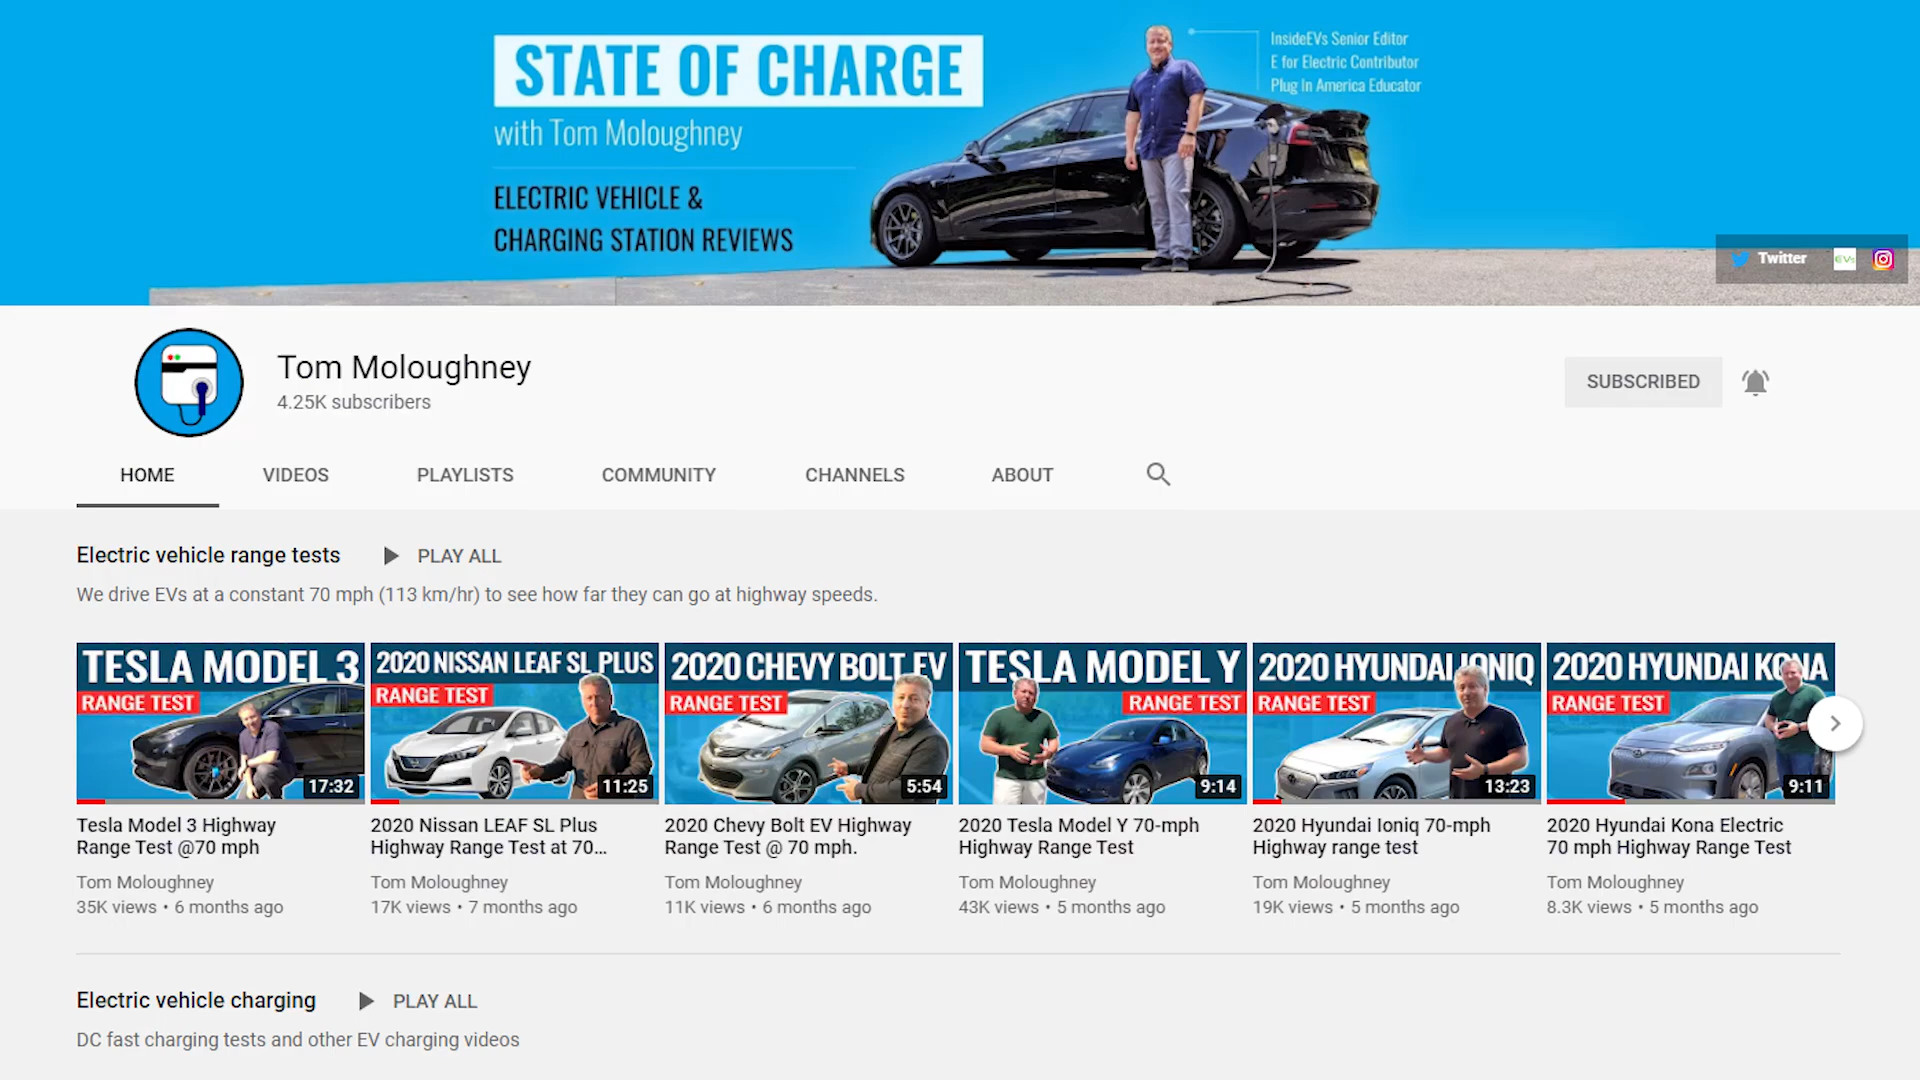 STATE OF CHARGE
with Tom Moloughney
ELECTRIC VEHICLE &
CHARGING STATION REVIEWS
InsideEVs Senior Editor
E for Electric Contributor
Plug In America Educator
Twitter
EVs
Tom Moloughney
4.25K subscribers
SUBSCRIBED
HOME
VIDEOS
PLAYLISTS
COMMUNITY
CHANNELS
ABOUT
Electric vehicle range tests
PLAY ALL
We drive EVs at a constant 70 mph (113 km/hr) to see how far they can go at highway speeds.
TESLA MODEL 3
RANGE TEST
17:32
Tesla Model 3 Highway
Range Test @70 mph
Tom Moloughney
35K views • 6 months ago
2020 NISSAN LEAF SL PLUS
RANGE TEST
11:25
2020 Nissan LEAF SL Plus
Highway Range Test at 70...
Tom Moloughney
17K views • 7 months ago
2020 CHEVY BOLT EV
RANGE TEST
5:54
2020 Chevy Bolt EV Highway
Range Test @ 70 mph.
Tom Moloughney
11K views • 6 months ago
TESLA MODEL Y
RANGE TEST
9:14
2020 Tesla Model Y 70-mph
Highway Range Test
Tom Moloughney
43K views • 5 months ago
2020 HYUNDAI IONIQ
RANGE TEST
13:23
2020 Hyundai Ioniq 70-mph
Highway range test
Tom Moloughney
19K views • 5 months ago
2020 HYUNDAI KONA
RANGE TEST
9:11
2020 Hyundai Kona Electric
70 mph Highway Range Test
Tom Moloughney
8.3K views • 5 months ago
Electric vehicle charging
PLAY ALL
DC fast charging tests and other EV charging videos